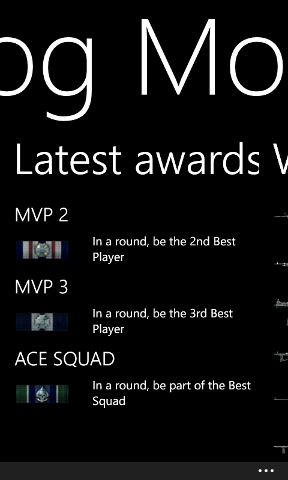 og Mo
Latest awards W
MVP 2
In a round, be the 2nd Best
Player
MVP 3
In a round, be the 3rd Best
Player
ACE SQUAD
In a round, be part of the Best
Squad